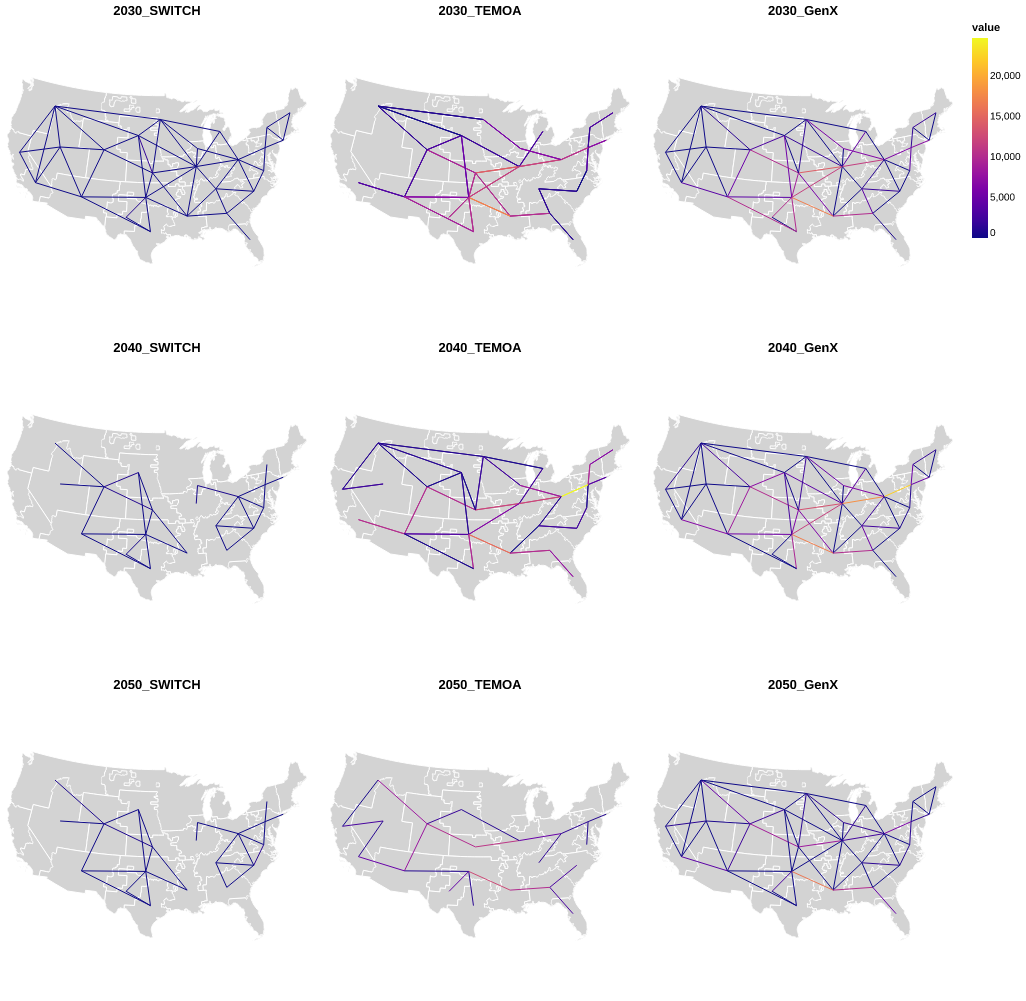 2030_SWITCH
2030_TEMOA
2030_GenX
value
20,000
15,000
10,000
5,000
0
2040_SWITCH
2040_TEMOA
2040_GenX
2050_SWITCH
2050_TEMOA
2050_GenX